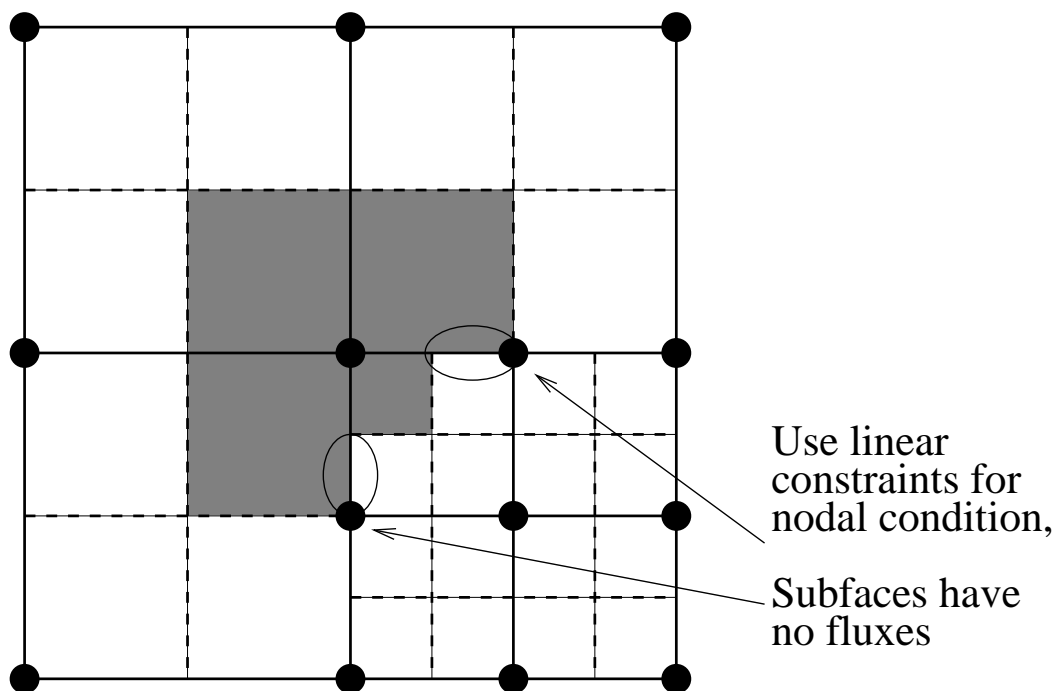 Use linear
constraints for
nodal condition,
Subfaces have
no fluxes